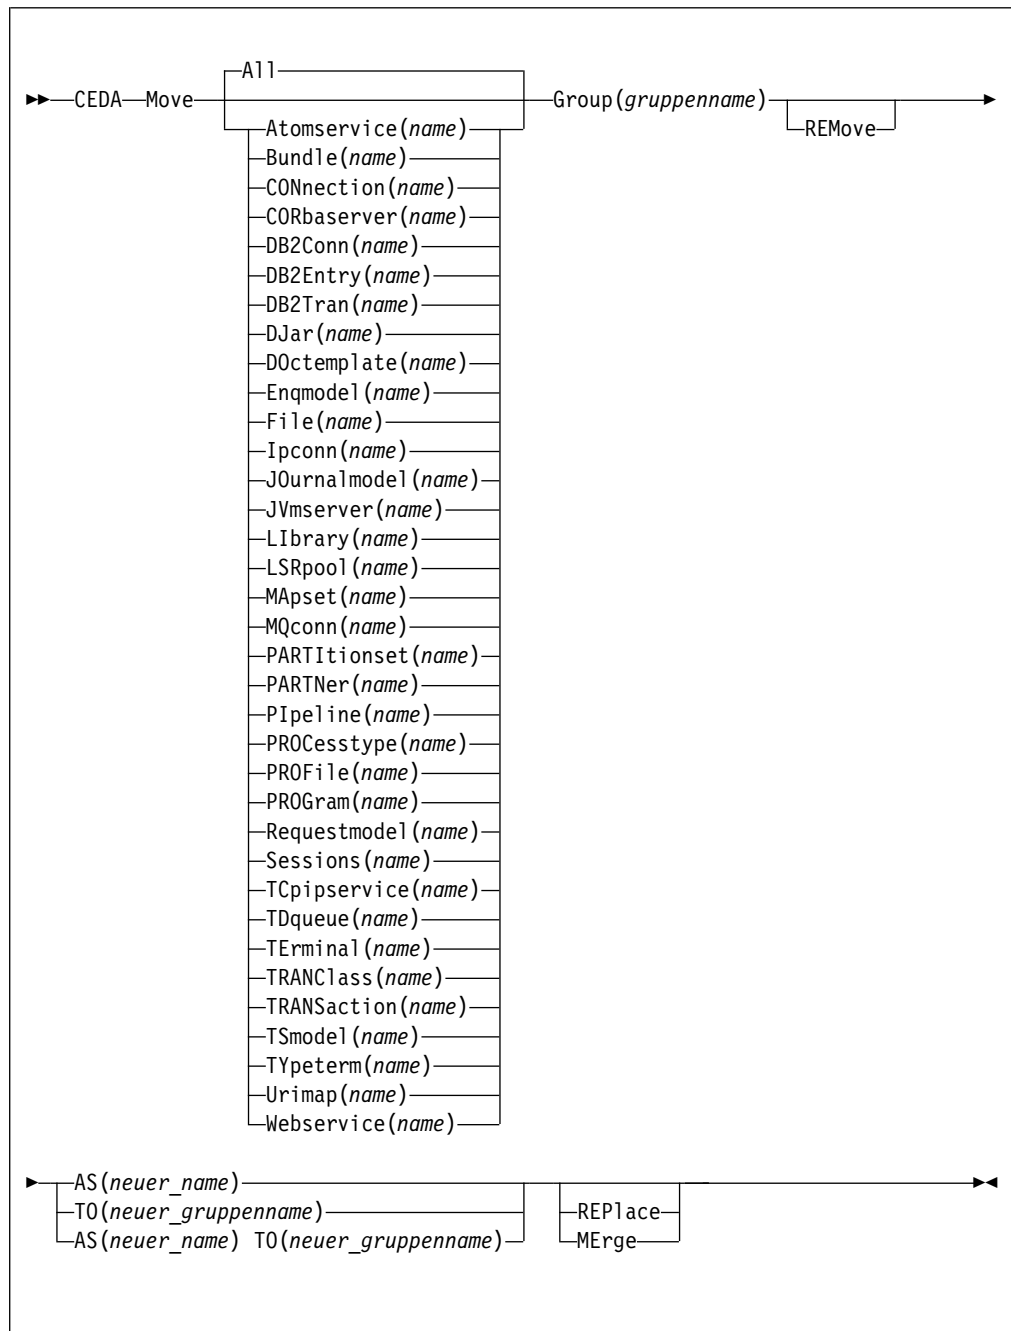 All
CEDA Move Group(gruppenname)
REMove
Atomservice(name)
Bundle(name)
CONnection(name)
CORbaserver(name)
DB2Conn(name)
DB2Entry(name)
DB2Tran(name)
DJar(name)
DOctemplate(name)
Enqmodel(name)
File(name)
Ipconn(name)
JOurnalmodel(name)
JVmserver(name)
LIbrary(name)
LSRpool(name)
MApset(name)
MQconn(name)
PARTItionset(name)
PARTNer(name)
PIpeline(name)
PROCesstype(name)
PROFile(name)
PROGram(name)
Requestmodel(name)
Sessions(name)
TCpipservice(name)
TDqueue(name)
TErminal(name)
TRANClass(name)
TRANSaction(name)
TSmodel(name)
TYpeterm(name)
Urimap(name)
Webservice(name)
AS(neuer_name)
TO(neuer_gruppenname) REPlace
AS(neuer_name) TO(neuer_gruppenname) MErge